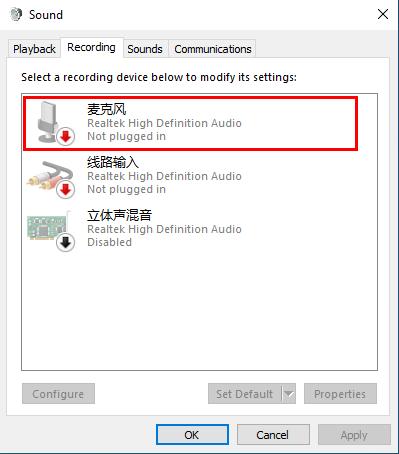 Sound
Playback
Recording
Sounds
Communications
Select a recording device below to modify its settings:
麦克风
Realtek High Definition Audio
Not plugged in
线路输入
Realtek High Definition Audio
Not plugged in
立体声混音
Realtek High Definition Audio
Disabled
Configure
Set Default
Properties
OK
Cancel
Apply